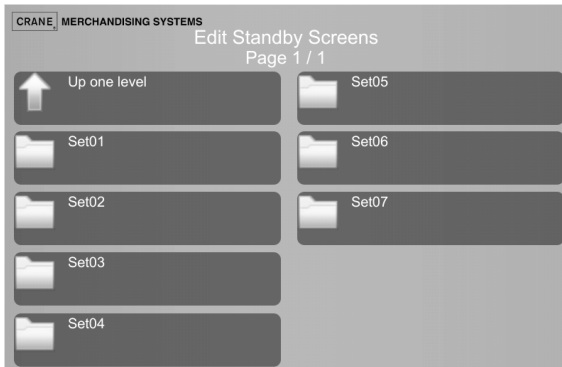 CRANE® MERCHANDISING SYSTEMS
Edit Standby Screens
Page 1 / 1
Up one level
Set01
Set02
Set03
Set04
Set05
Set06
Set07